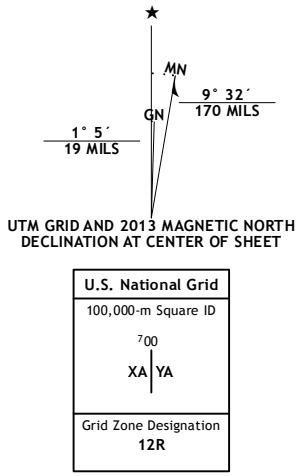 ★
MN
GN
9° 32´
170 MILS
1° 5´
19 MILS
UTM GRID AND 2013 MAGNETIC NORTH
DECLINATION AT CENTER OF SHEET
U.S. National Grid
100,000-m Square ID
⁷00
XA YA
Grid Zone Designation
12R